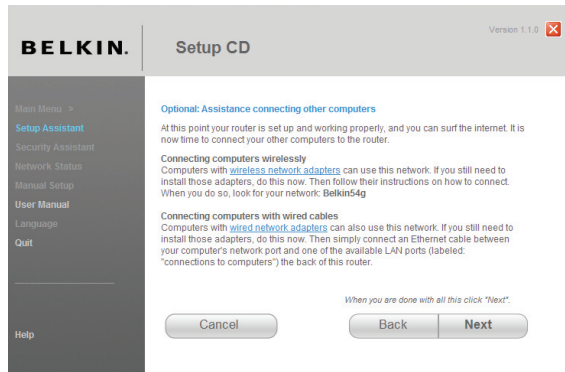 Version 1.1.0
BELKIN.
Setup CD
Main Menu >
Setup Assistant
Security Assistant
Network Status
Manual Setup
User Manual
Language
Quit
Help
Optional: Assistance connecting other computers
At this point your router is set up and working properly, and you can surf the internet. It is
now time to connect your other computers to the router.
Connecting computers wirelessly
Computers with wireless network adapters can use this network. If you still need to
install those adapters, do this now. Then follow their instructions on how to connect.
When you do so, look for your network: Belkin54g
Connecting computers with wired cables
Computers with wired network adapters can also use this network. If you still need to
install those adapters, do this now. Then simply connect an Ethernet cable between
your computer's network port and one of the available LAN ports (labeled:
"connections to computers") the back of this router.
When you are done with all this click "Next".
Cancel
Back
Next